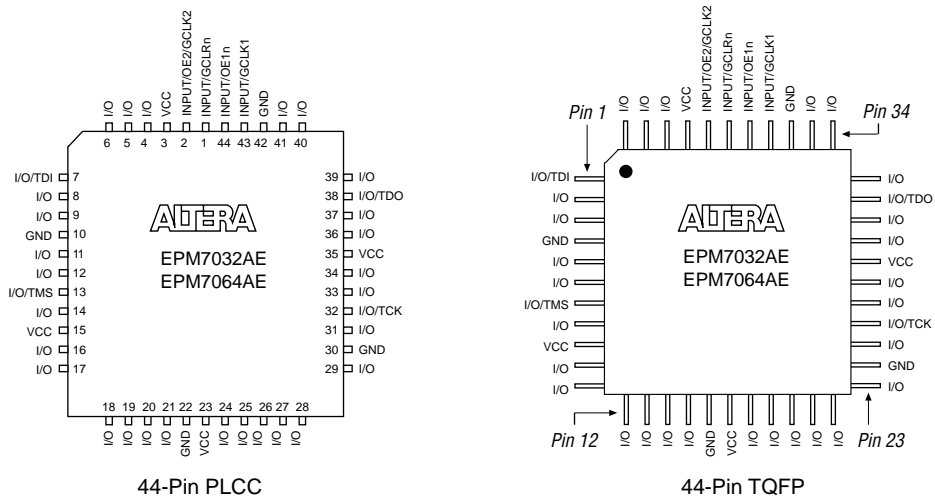 I/O
I/O
I/O
VCC
INPUT/OE2/GCLK2
INPUT/GCLRn
INPUT/OE1n
INPUT/GCLK1
GND
I/O
I/O
6 5 4 3 2 1 44 43 42 41 40
I/O/TDI 7
I/O 8
I/O 9
GND 10
I/O 11
I/O 12
I/O/TMS 13
I/O 14
VCC 15
I/O 16
I/O 17
ALTERA
EPM7032AE
EPM7064AE
39 I/O
38 I/O/TDO
37 I/O
36 I/O
35 VCC
34 I/O
33 I/O
32 I/O/TCK
31 I/O
30 GND
29 I/O
18 19 20 21 22 23 24 25 26 27 28
I/O
I/O
I/O
I/O
GND
VCC
I/O
I/O
I/O
I/O
I/O
44-Pin PLCC
I/O
I/O
I/O
VCC
INPUT/OE2/GCLK2
INPUT/GCLRn
INPUT/OE1n
INPUT/GCLK1
GND
I/O
I/O
Pin 1
Pin 34
I/O/TDI
I/O
I/O
GND
I/O
I/O
I/O/TMS
I/O
VCC
I/O
I/O
ALTERA
EPM7032AE
EPM7064AE
I/O
I/O/TDO
I/O
I/O
VCC
I/O
I/O
I/O/TCK
I/O
GND
I/O
Pin 12
Pin 23
I/O
I/O
I/O
I/O
GND
VCC
I/O
I/O
I/O
I/O
I/O
44-Pin TQFP